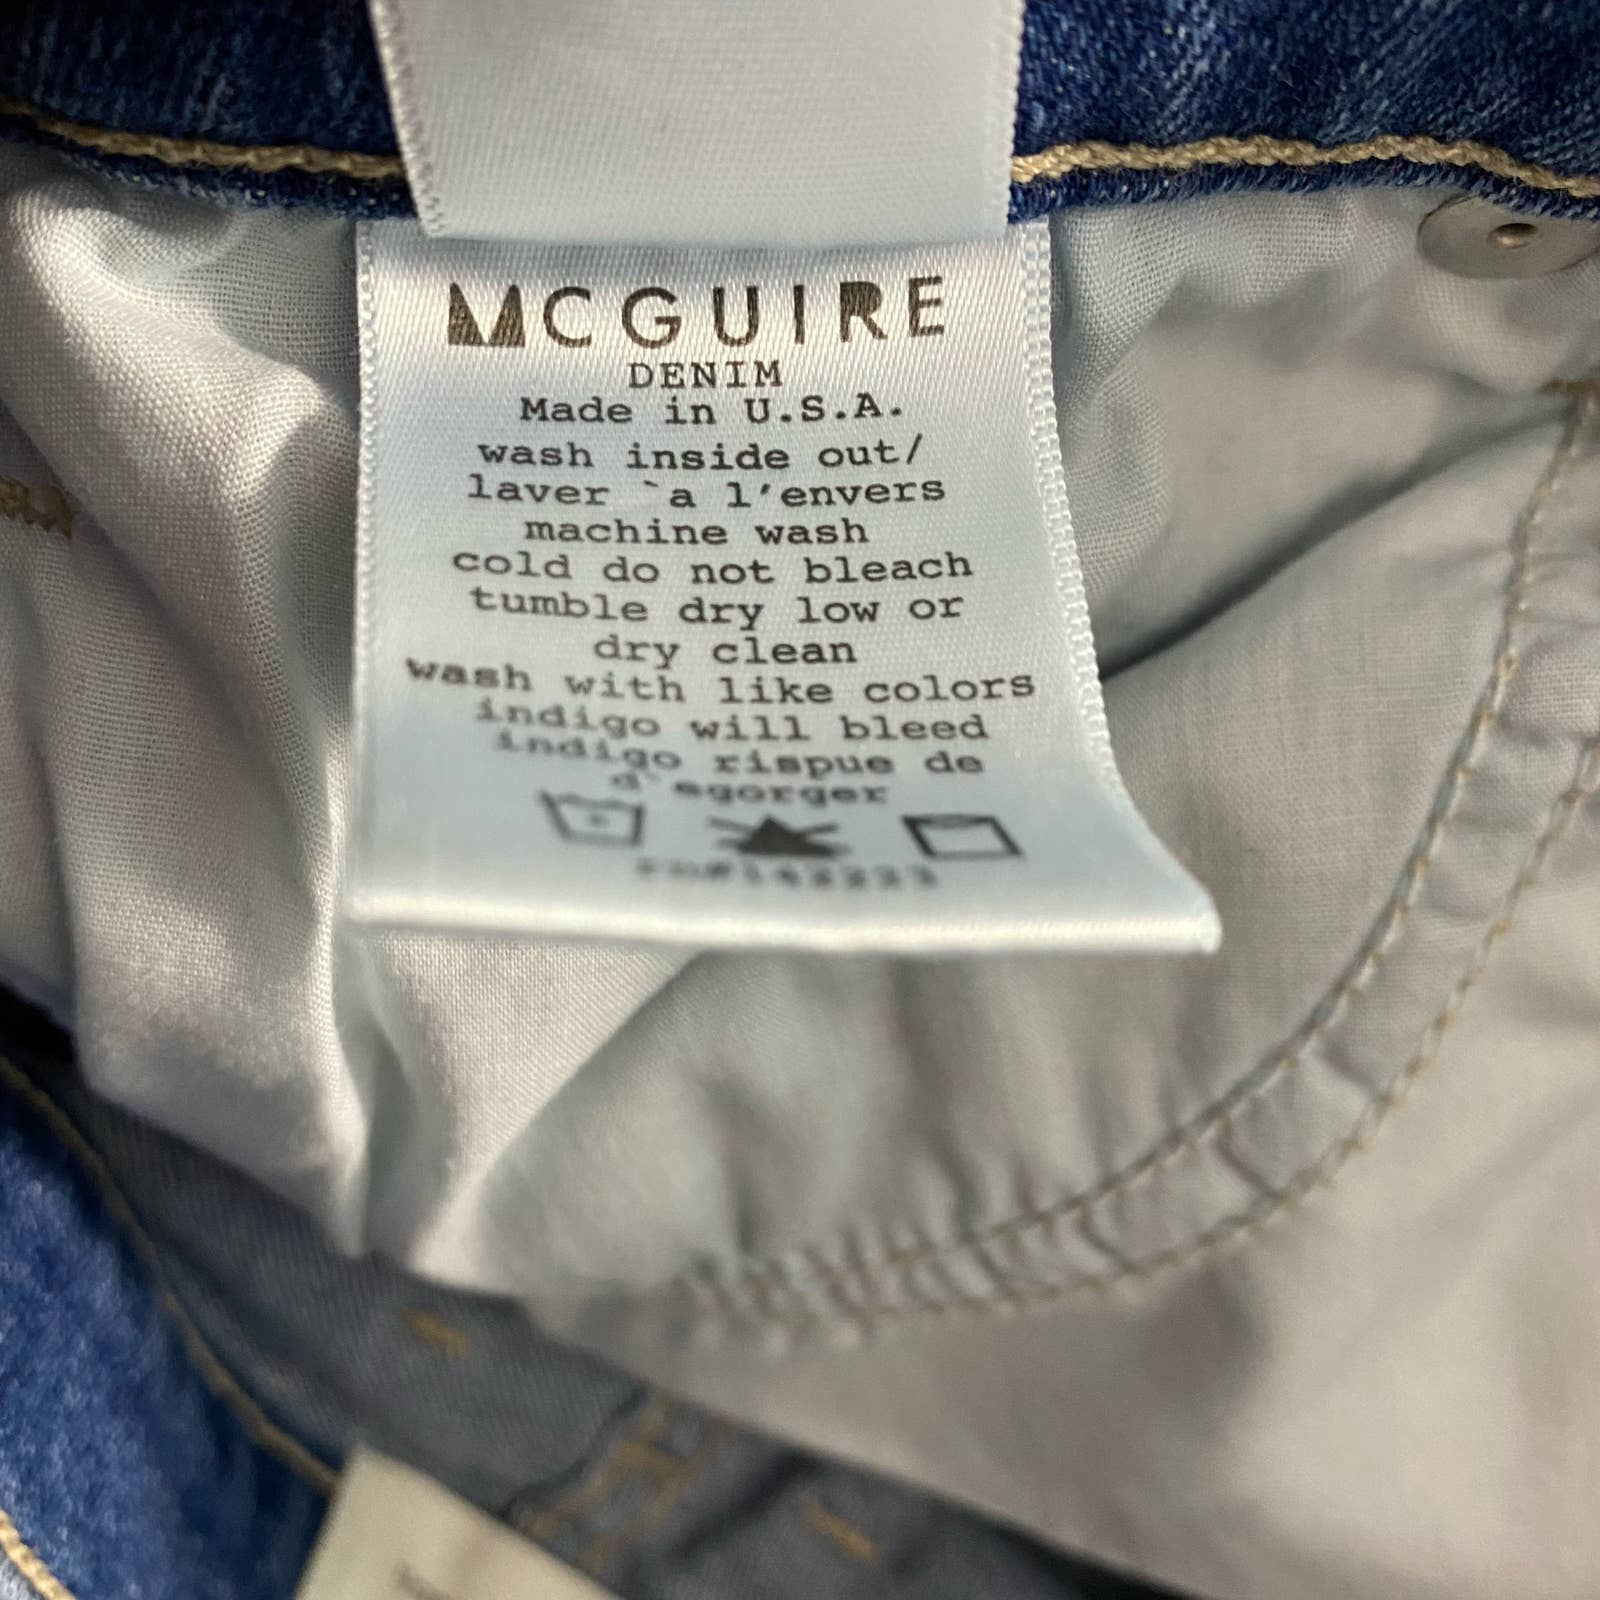 MCGUIRE
DENIM
Made in U.S.A.
wash inside out/
laver `a l'envers
machine wash
cold do not bleach
tumble dry low or
dry clean
wash with like colors
indigo will bleed
indigo rispue de
d`egorger